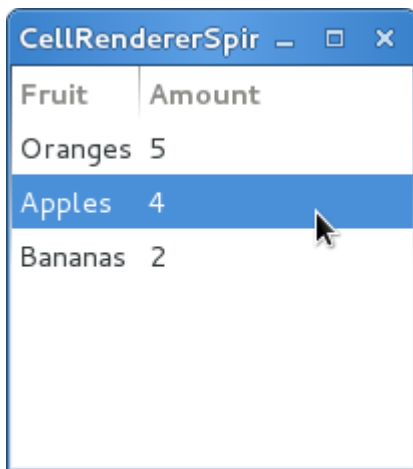 CellRendererSpir
Fruit Amount
Oranges 5
Apples 4
Bananas 2